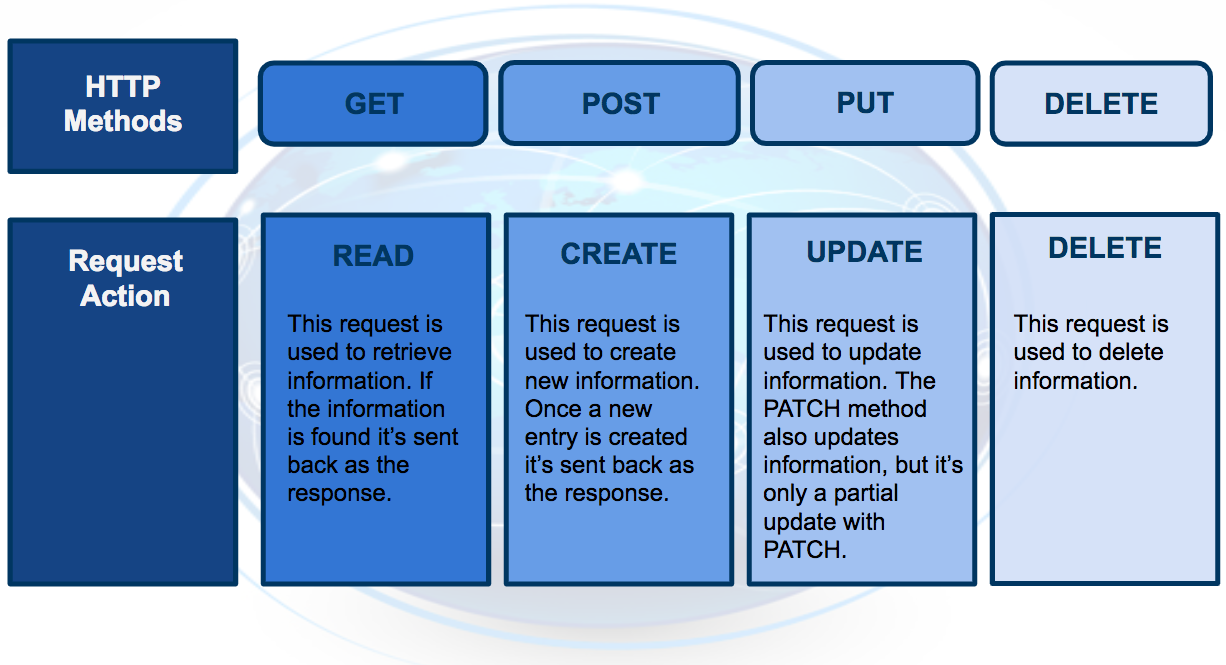 HTTP
Methods
GET
POST
PUT
DELETE
Request
Action
READ
This request is
used to retrieve
information. If
the information
is found it’s sent
back as the
response.
CREATE
This request is
used to create
new information.
Once a new
entry is created
it’s sent back as
the response.
UPDATE
This request is
used to update
information. The
PATCH method
also updates
information, but it’s
only a partial
update with
PATCH.
DELETE
This request is
used to delete
information.